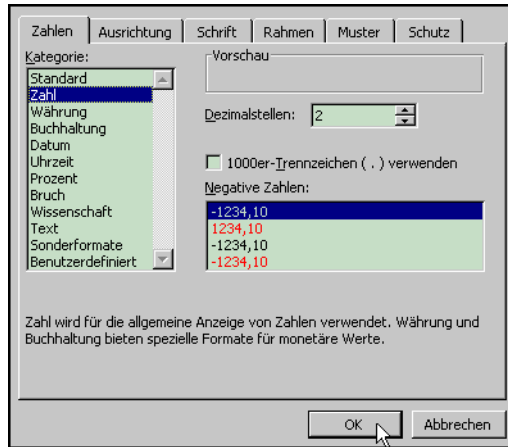 Zahlen Ausrichtung Schrift Rahmen Muster Schutz
Kategorie:
Standard
Zahl
Währung
Buchhaltung
Datum
Uhrzeit
Prozent
Bruch
Wissenschaft
Text
Sonderformate
Benutzerdefiniert
Vorschau
Dezimalstellen: 2
1000er-Trennzeichen ( . ) verwenden
Negative Zahlen:
-1234,10
1234,10
-1234,10
-1234,10
Zahl wird für die allgemeine Anzeige von Zahlen verwendet. Währung und
Buchhaltung bieten spezielle Formate für monetäre Werte.
OK Abbrechen